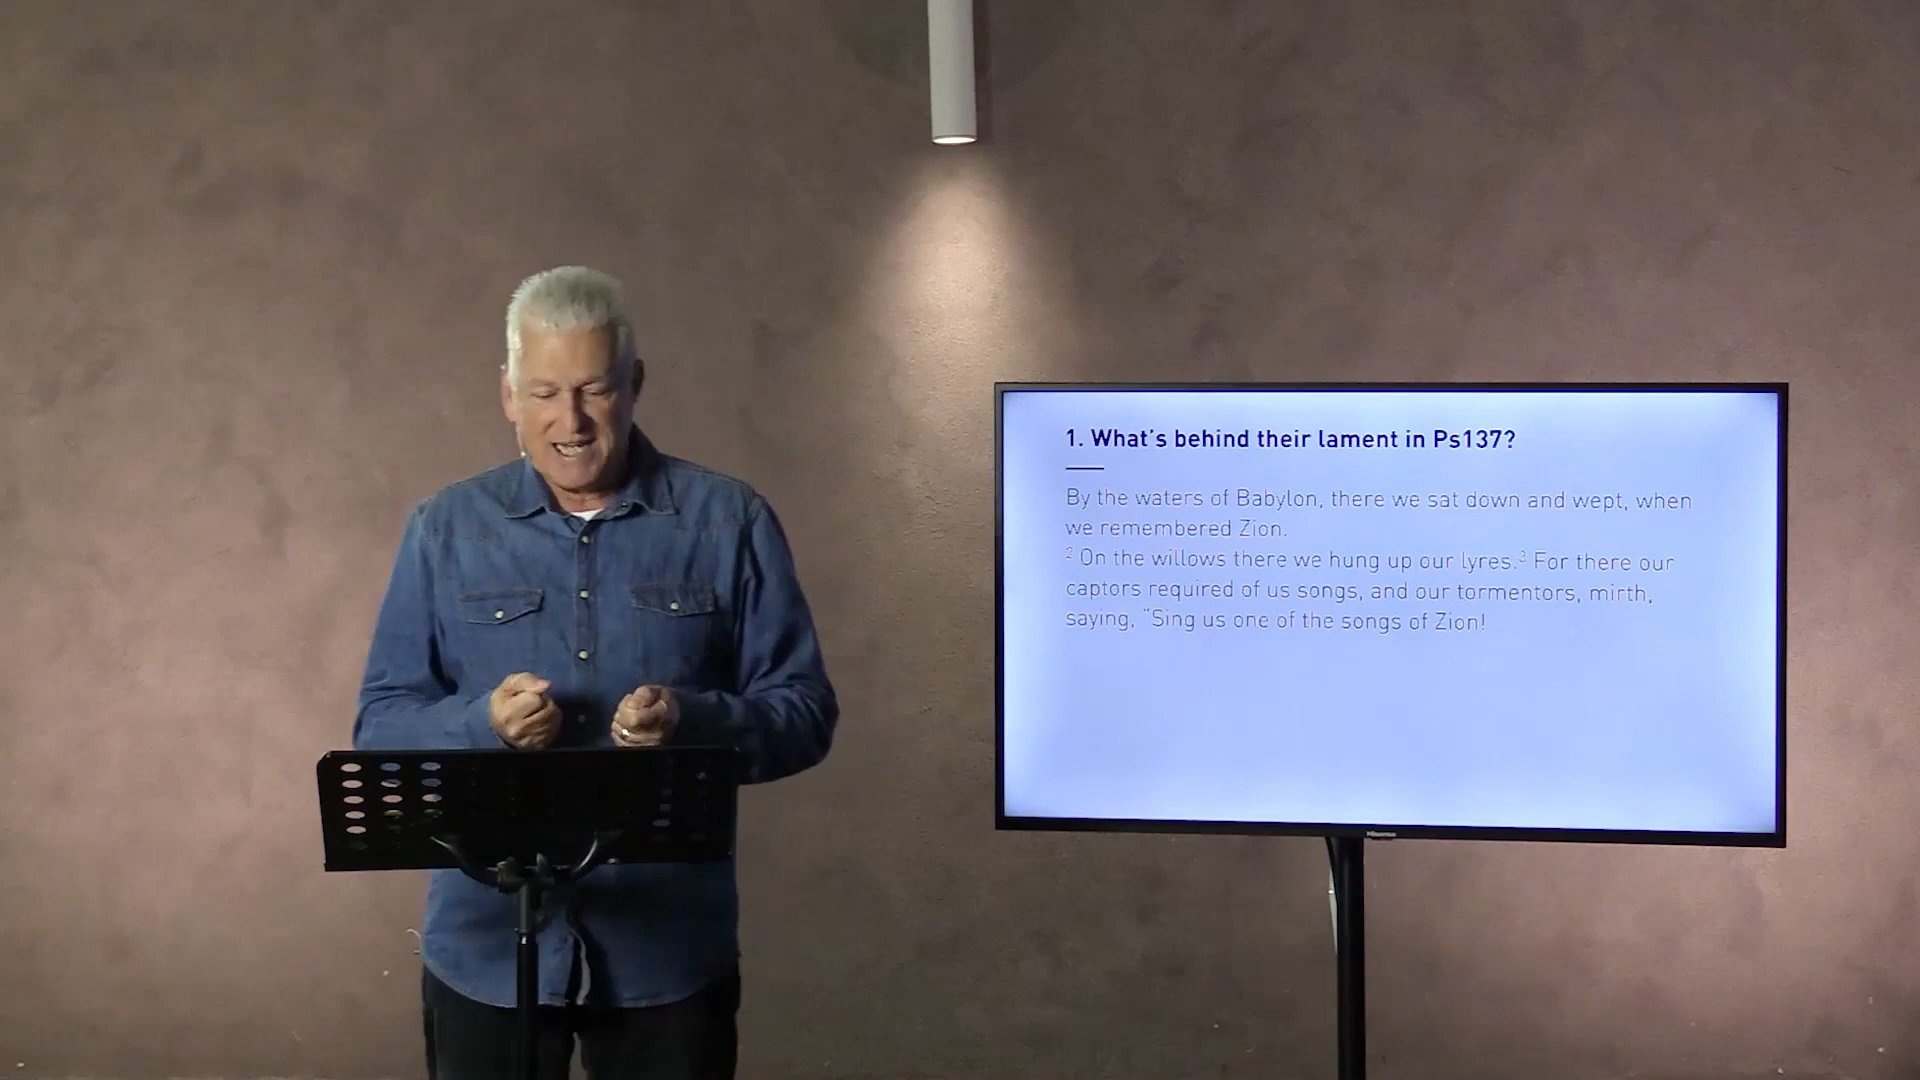 1. What's behind their lament in Ps137?
By the waters of Babylon, there we sat down and wept, when
we remembered Zion.
² On the willows there we hung up our lyres.³ For there our
captors required of us songs, and our tormentors, mirth,
saying, "Sing us one of the songs of Zion!
Hisense